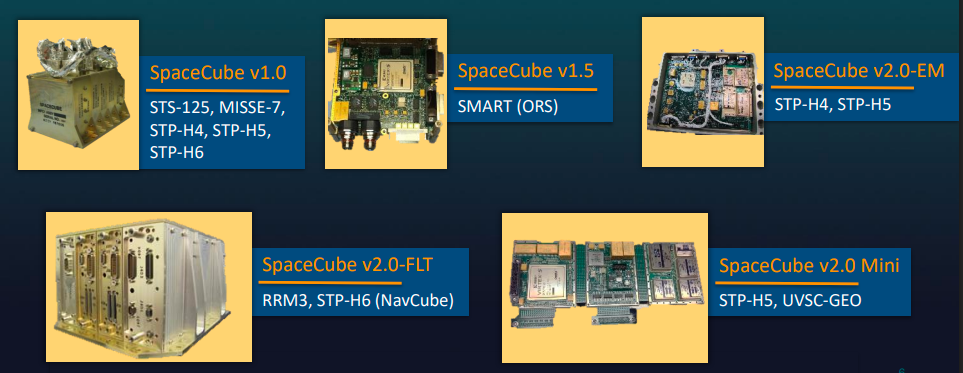 SpaceCube v1.0
STS-125, MISSE-7,
STP-H4, STP-H5,
STP-H6
SpaceCube v1.5
SMART (ORS)
SpaceCube v2.0-EM
STP-H4, STP-H5
SpaceCube v2.0-FLT
RRM3, STP-H6 (NavCube)
SpaceCube v2.0 Mini
STP-H5, UVSC-GEO